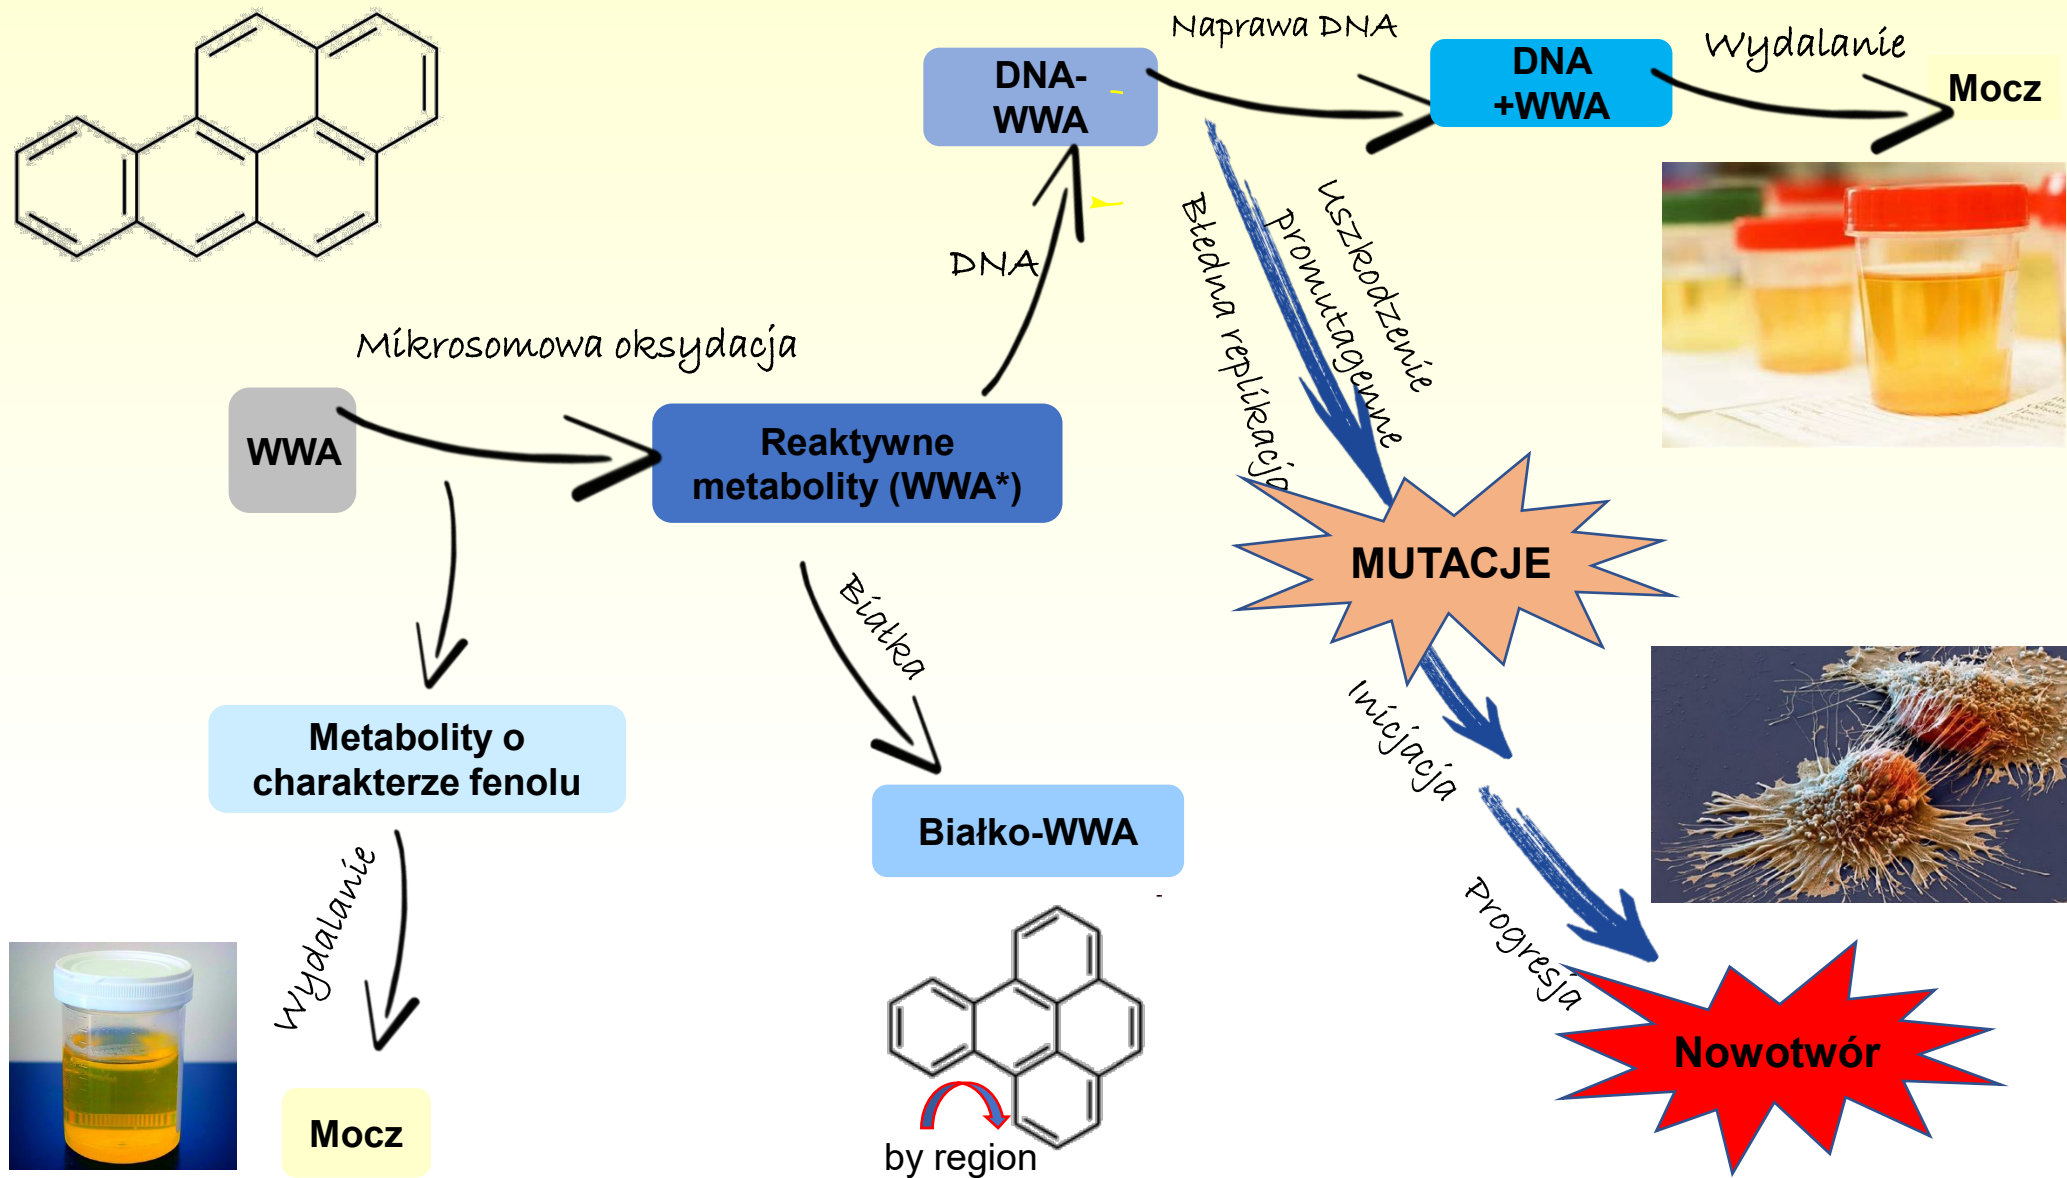 Naprawa DNA
Wydalanie
DNA-
WWA
DNA
+WWA
Mocz
Uszkodzenie
promutagenne
Błedna replikacja
DNA
Mikrosomowa oksydacja
WWA
Reaktywne
metabolity (WWA*)
MUTACJE
Białka
Inicjacja
Metabolity o
charakterze fenolu
Białko-WWA
Wydalanie
Progresja
Nowotwór
Mocz
by region